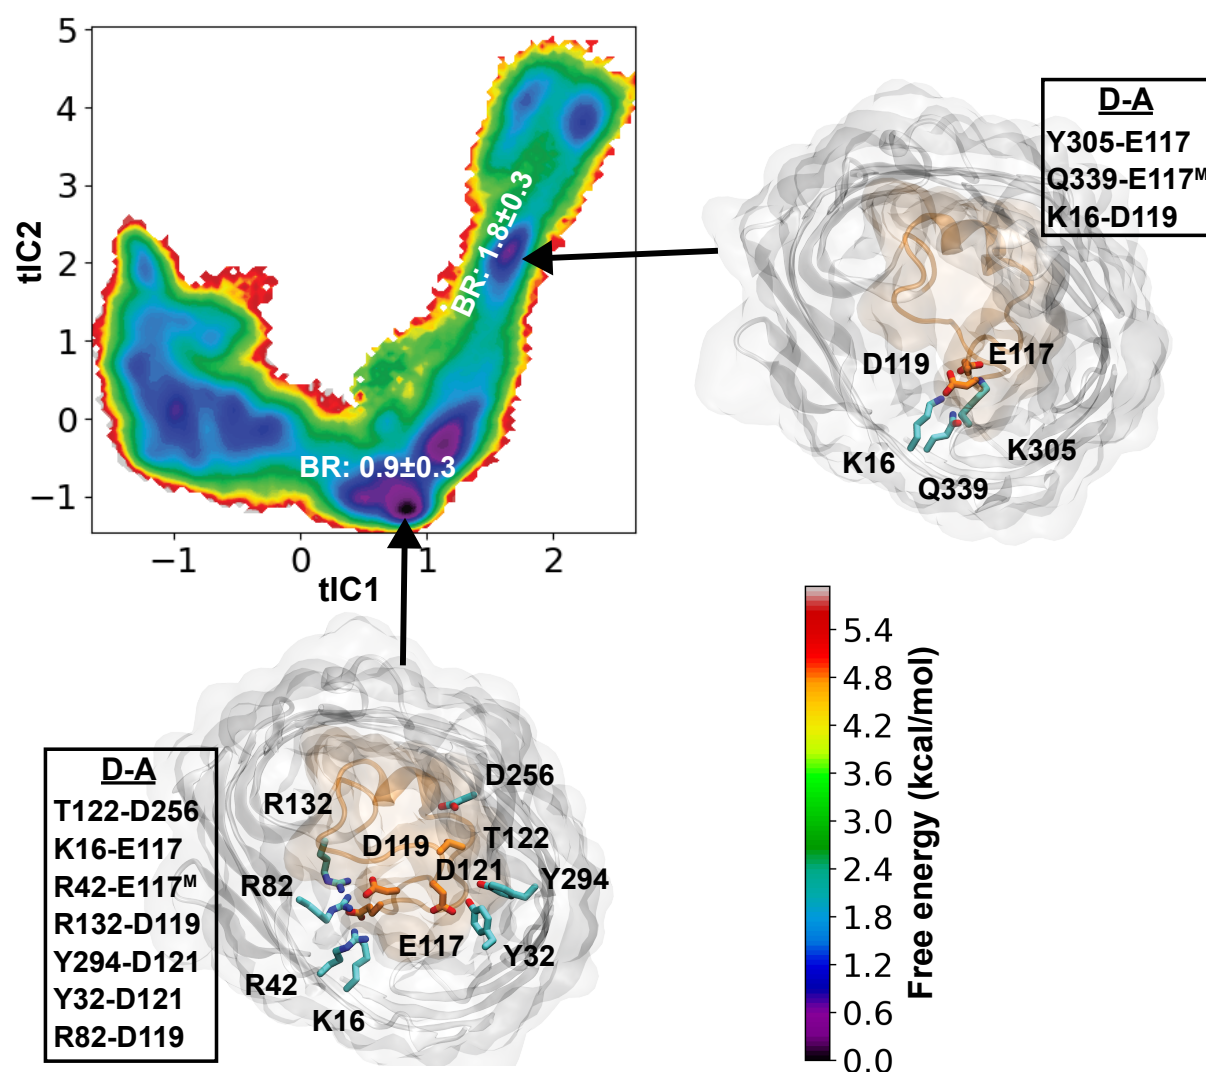 5
4
3
2
1
0
−1
tIC2
−1
0
1
2
tIC1
BR: 1.8±0.3
BR: 0.9±0.3
D-A
Y305-E117
Q339-E117ᴹ
K16-D119
D119
E117
K16
K305
Q339
D-A
T122-D256
K16-E117
R42-E117ᴹ
R132-D119
Y294-D121
Y32-D121
R82-D119
D256
R132
D119
T122
D121
R82
Y294
E117
Y32
R42
K16
5.4
4.8
4.2
3.6
3.0
2.4
1.8
1.2
0.6
0.0
Free energy (kcal/mol)